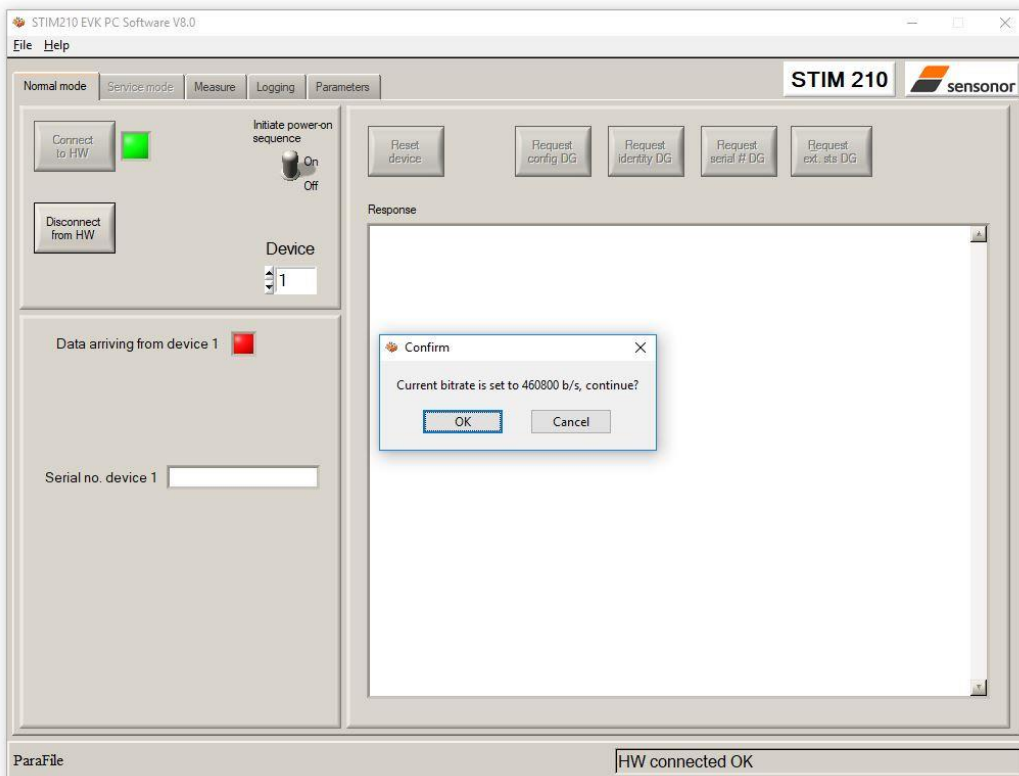 STIM210 EVK PC Software V8.0
File Help
Normal mode
Service mode
Measure
Logging
Parameters
STIM 210
sensonor
Connect
to HW
Initiate power-on
sequence
On
Off
Disconnect
from HW
Device
1
Reset
device
Request
config DG
Request
identity DG
Request
serial # DG
Request
ext. sts DG
Response
Data arriving from device 1
Serial no. device 1
Confirm
Current bitrate is set to 460800 b/s, continue?
OK
Cancel
ParaFile
HW connected OK